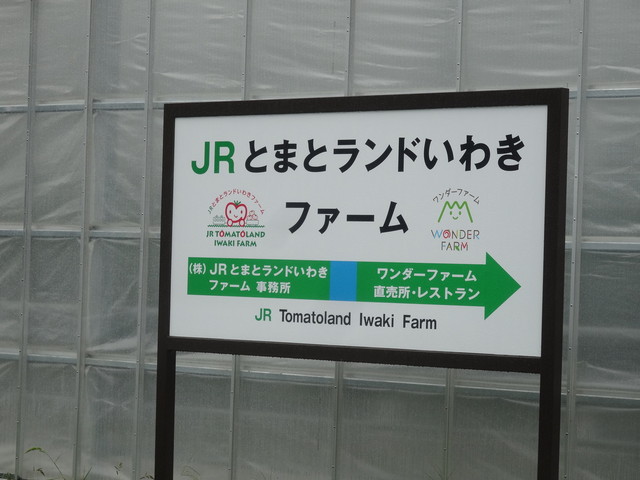 JRとまとランドいわき
ファーム
JRとまとランドいわきファーム
JR TOMATOLAND
IWAKI FARM
ワンダーファーム
WONDER
FARM
(株)JRとまとランドいわき
ファーム 事務所
ワンダーファーム
直売所・レストラン
JR Tomatoland Iwaki Farm